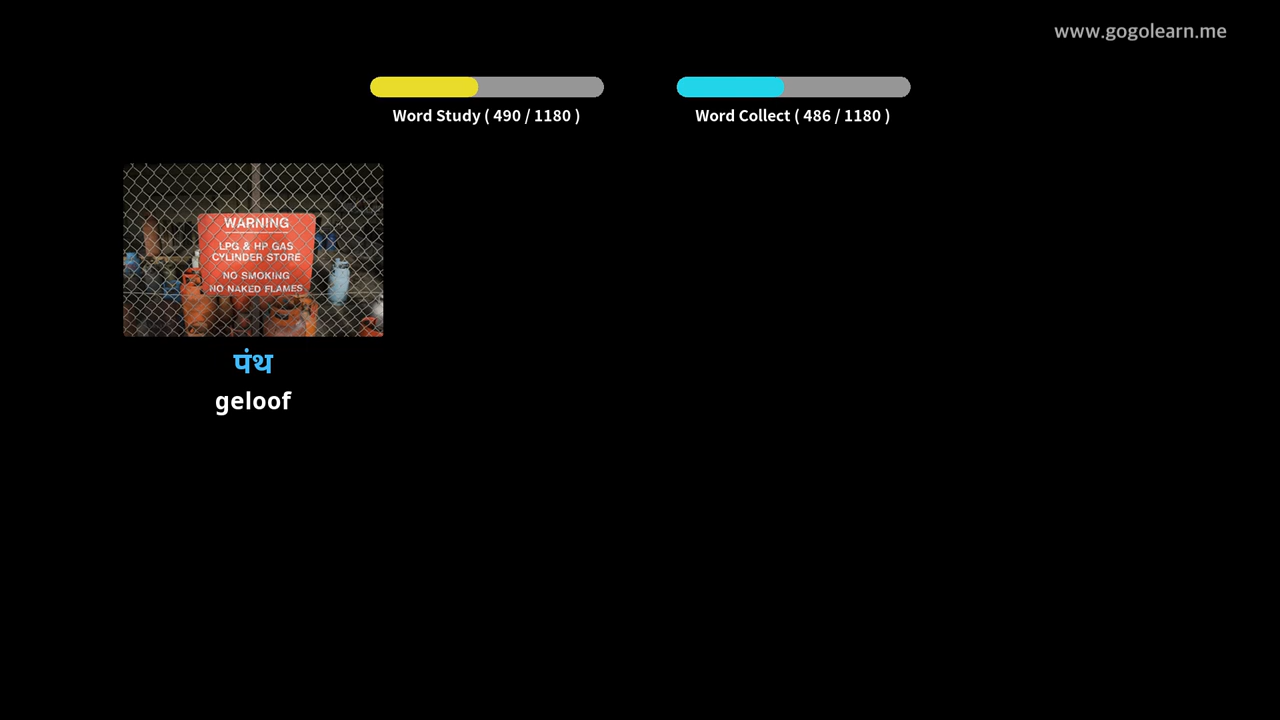 www.gogolearn.me
Word Study ( 490 / 1180 )
Word Collect ( 486 / 1180 )
WARNING
LPG & HP GAS
CYLINDER STORE
NO SMOKING
NO NAKED FLAMES
पंथ
geloof